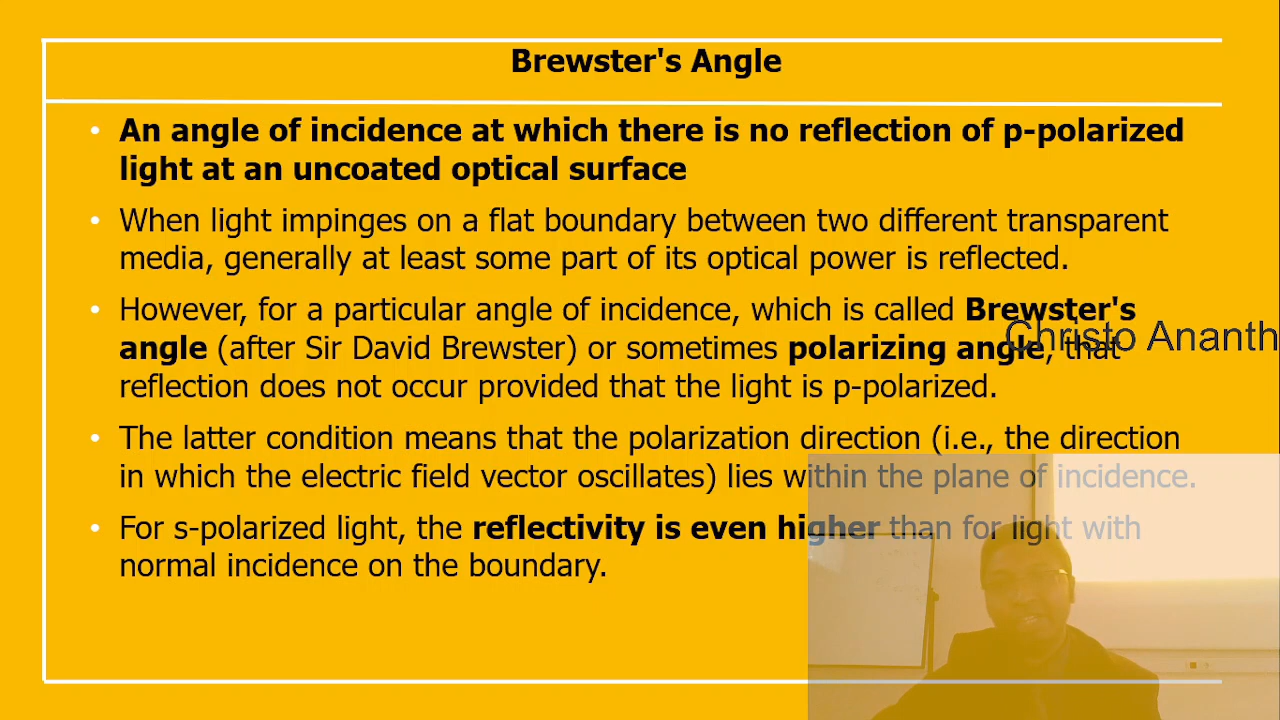 Brewster's Angle
• An angle of incidence at which there is no reflection of p-polarized
light at an uncoated optical surface
• When light impinges on a flat boundary between two different transparent
media, generally at least some part of its optical power is reflected.
• However, for a particular angle of incidence, which is called Brewster's
angle (after Sir David Brewster) or sometimes polarizing angle, that
Christo Ananth
reflection does not occur provided that the light is p-polarized.
• The latter condition means that the polarization direction (i.e., the direction
in which the electric field vector oscillates) lies within the plane of incidence.
• For s-polarized light, the reflectivity is even higher than for light with
normal incidence on the boundary.